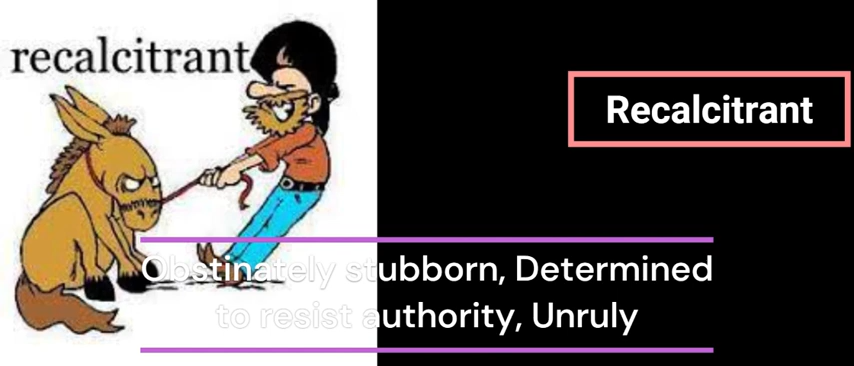 recalcitrant
Recalcitrant
Obstinately stubborn, Determined
to resist authority, Unruly